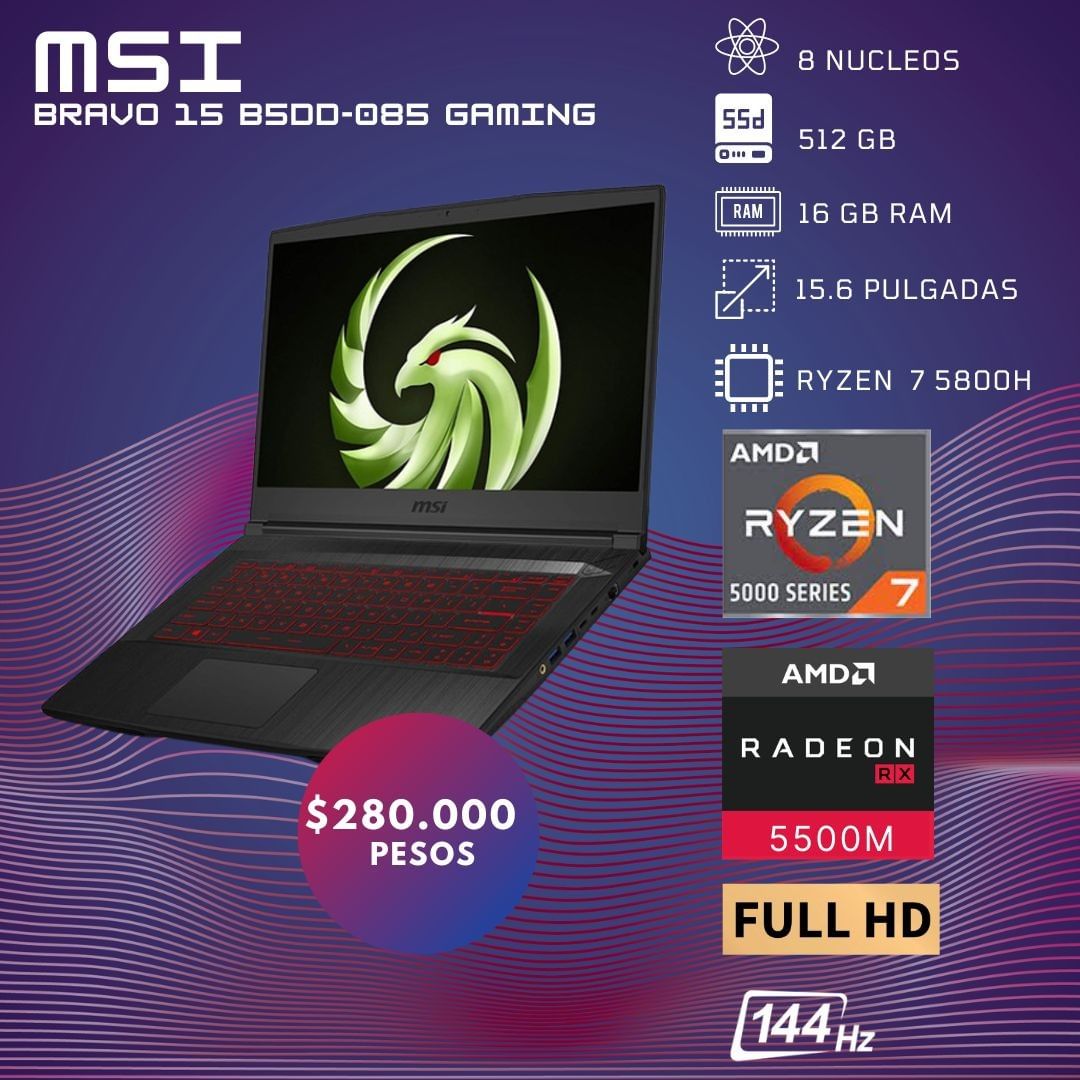 MSI
BRAVO 15 B5DD-085 GAMING
8 NUCLEOS
SSd
512 GB
RAM
16 GB RAM
15.6 PULGADAS
RYZEN 7 5800H
AMD
RYZEN
5000 SERIES 7
msi
AMD
RADEON
RX
5500M
$280.000
PESOS
FULL HD
144Hz